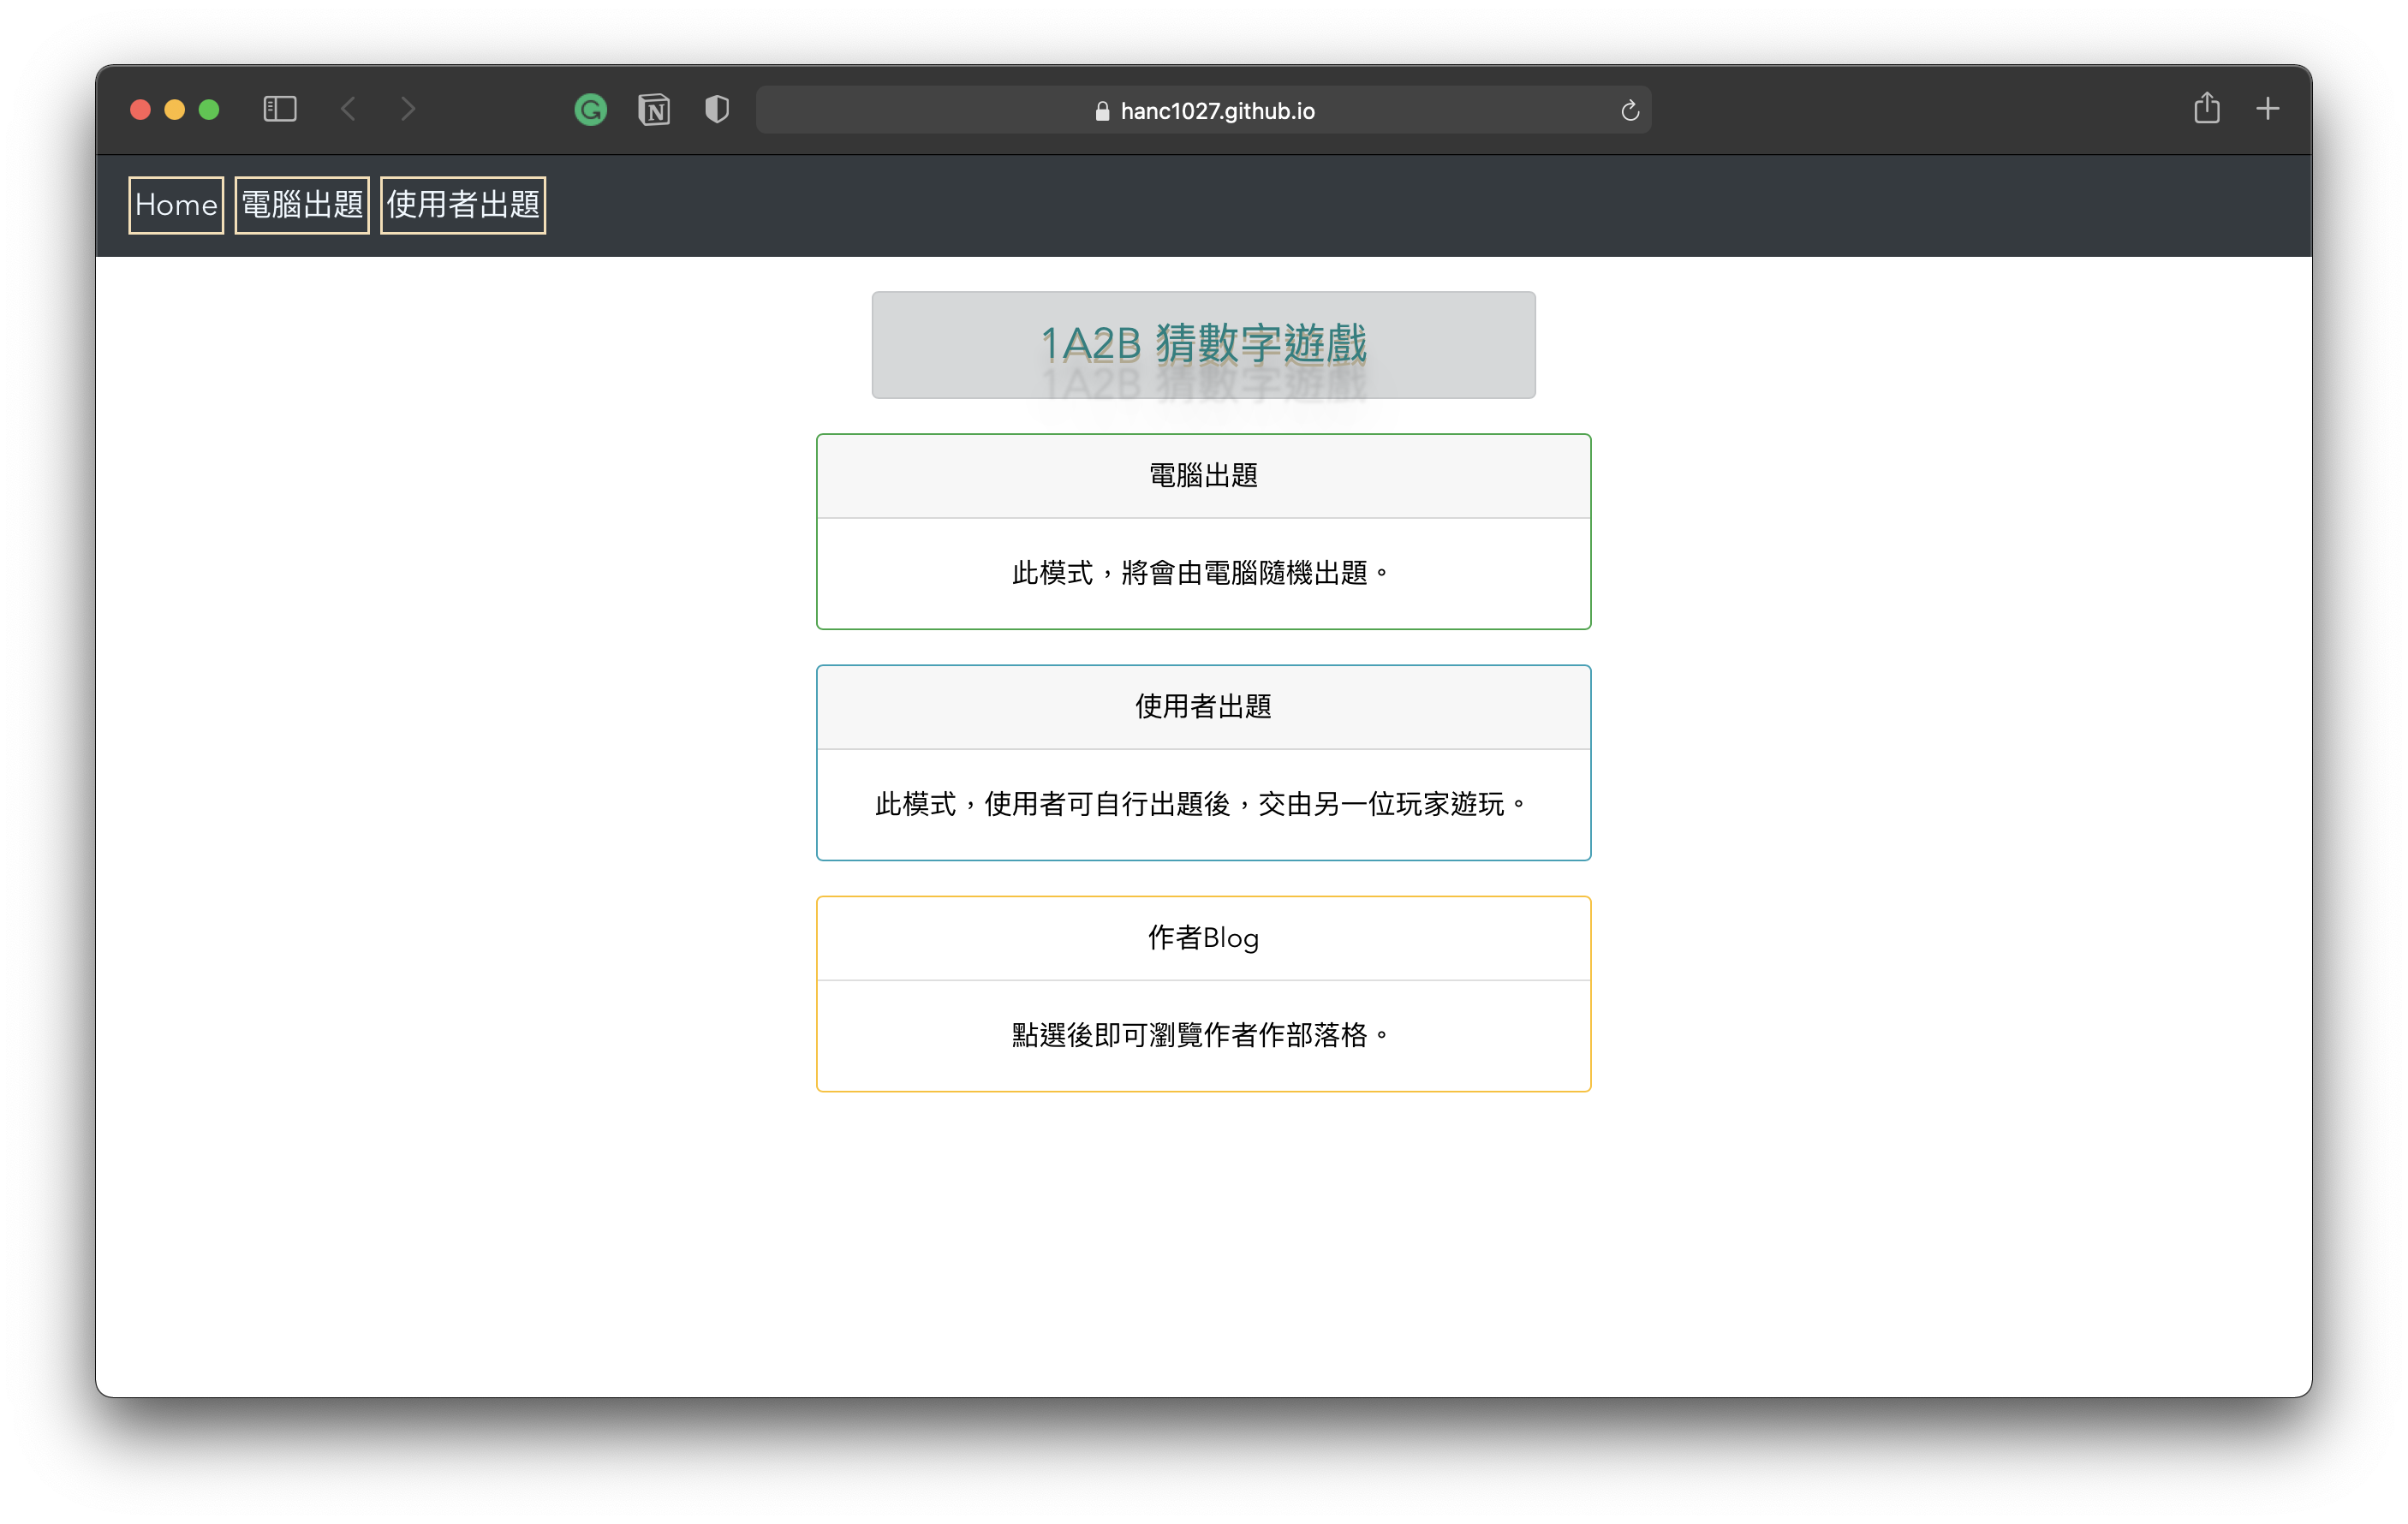 hanc1027.github.io
Home 電腦出題 使用者出題
1A2B 猜數字遊戲
電腦出題
此模式，將會由電腦隨機出題。
使用者出題
此模式，使用者可自行出題後，交由另一位玩家遊玩。
作者Blog
點選後即可瀏覽作者作部落格。